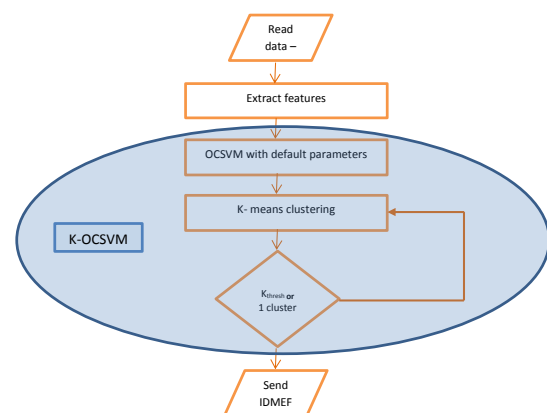 Read
data –
Extract features
OCSVM with default parameters
K- means clustering
K-OCSVM
Kthresh or
1 cluster
Send
IDMEF